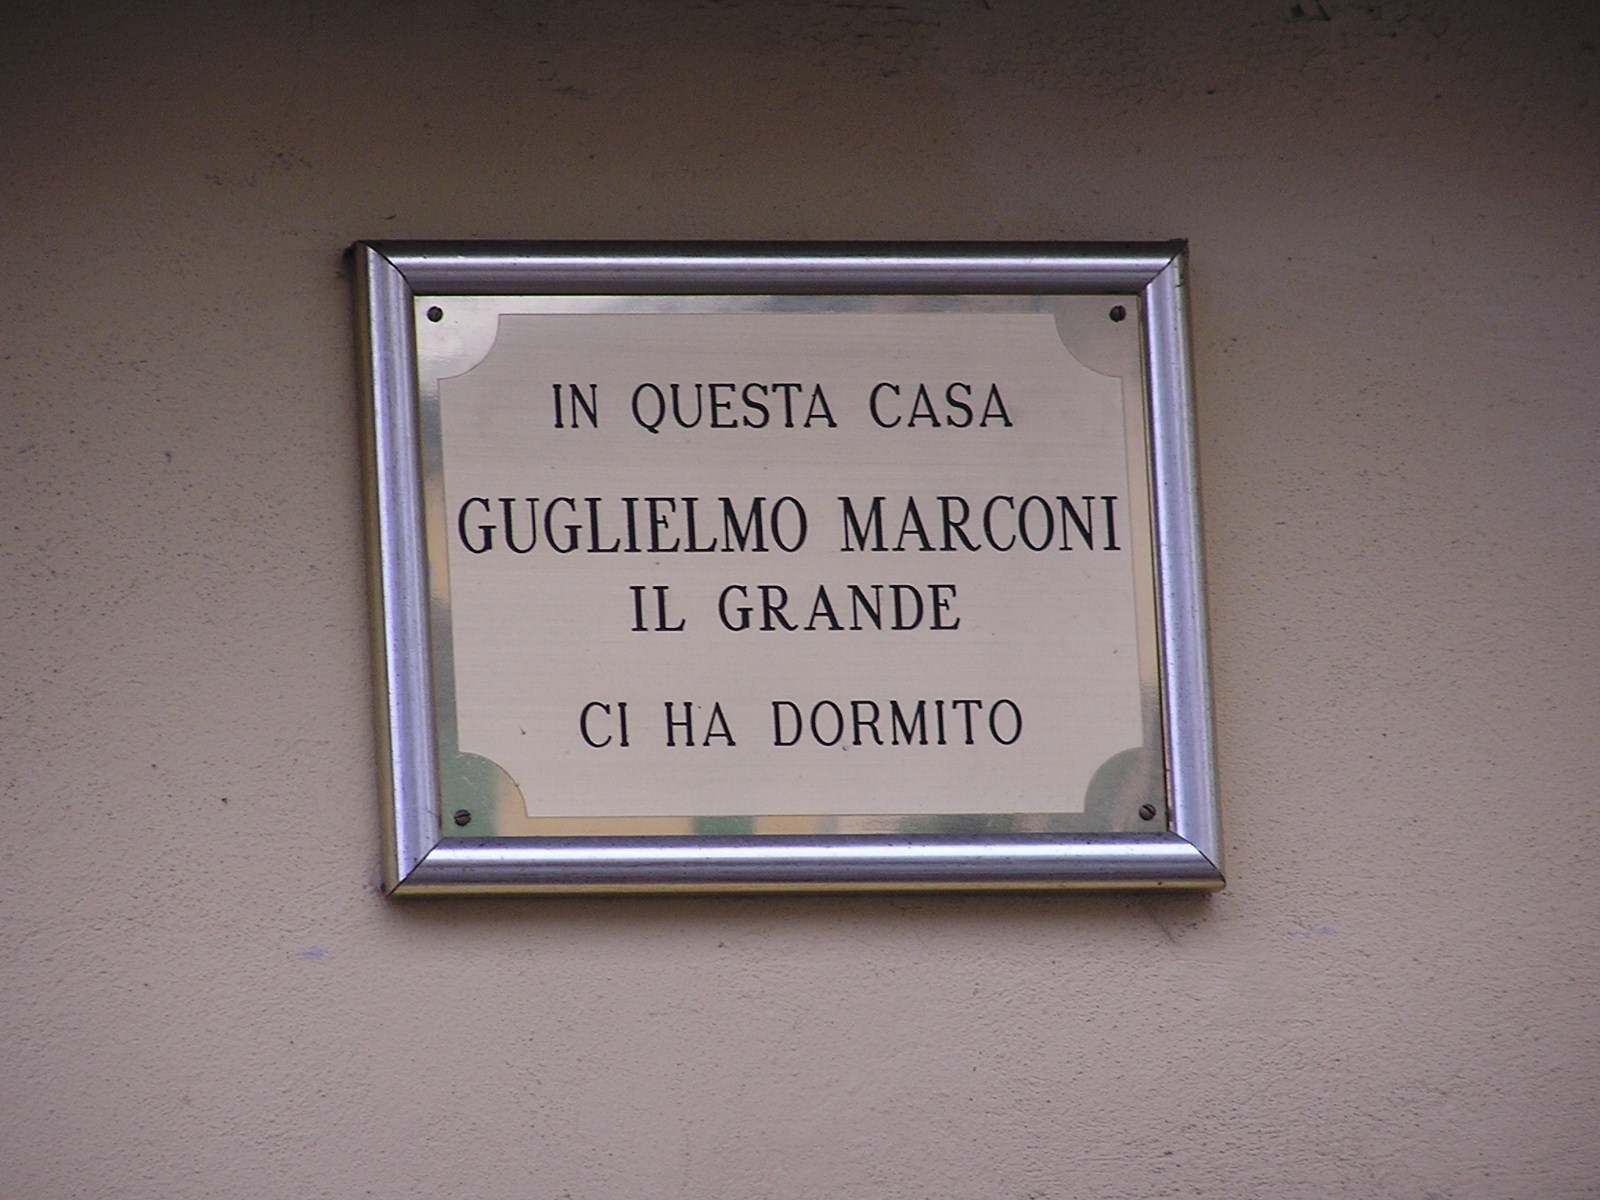 IN QUESTA CASA
GUGLIELMO MARCONI
IL GRANDE
CI HA DORMITO